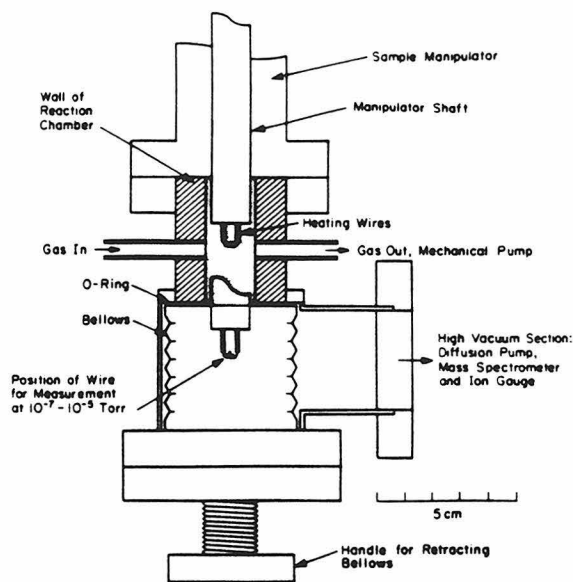 Sample Manipulator
Wall of
Reaction
Chamber
Manipulator Shaft
Heating Wires
Gas In
Gas Out, Mechanical Pump
O-Ring
Bellows
High Vacuum Section:
Diffusion Pump,
Mass Spectrometer
and Ion Gauge
Position of Wire
for Measurement
at 10⁻⁷ - 10⁻⁵ Torr
5 cm
Handle for Retracting
Bellows